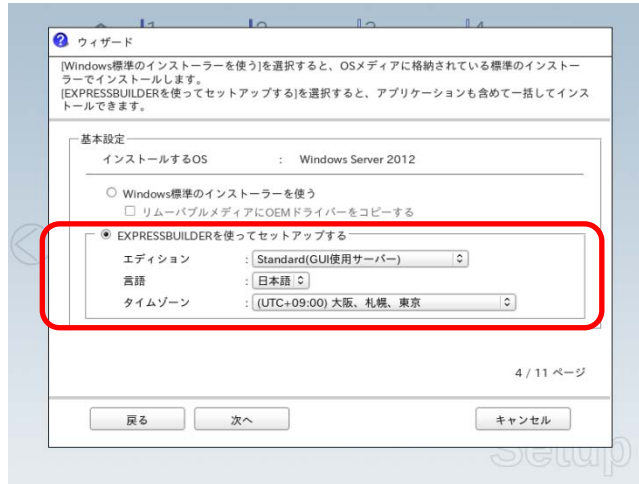 1 2 3 4
ウィザード
[Windows標準のインストーラーを使う]を選択すると、OSメディアに格納されている標準のインストー
ラーでインストールします。
[EXPRESSBUILDERを使ってセットアップする]を選択すると、アプリケーションも含めて一括してインス
トールできます。
基本設定
インストールするOS : Windows Server 2012
Windows標準のインストーラーを使う
リムーバブルメディアにOEMドライバーをコピーする
EXPRESSBUILDERを使ってセットアップする
エディション : Standard(GUI使用サーバー)
言語 : 日本語
タイムゾーン : (UTC+09:00) 大阪、札幌、東京
4 / 11 ページ
戻る 次へ キャンセル
Setup